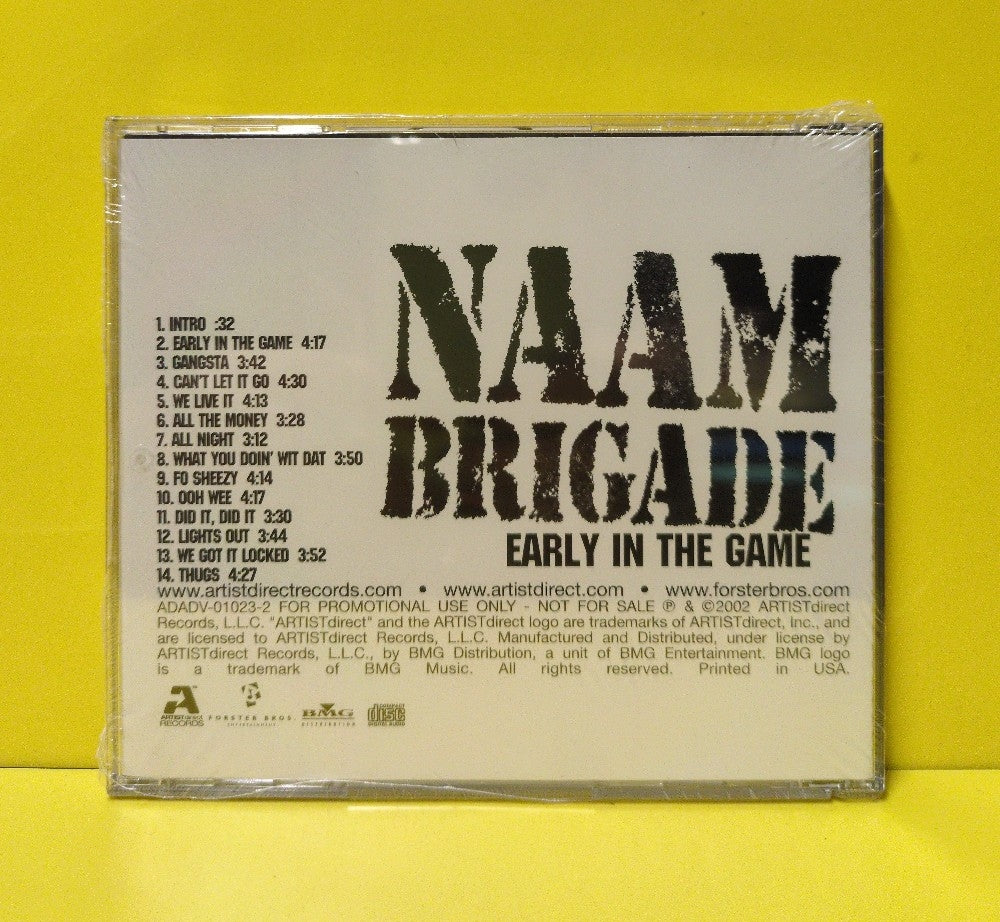 NAAM
BRIGADE
EARLY IN THE GAME
1. INTRO :32
2. EARLY IN THE GAME 4:17
3. GANGSTA 3:42
4. CAN'T LET IT GO 4:30
5. WE LIVE IT 4:13
6. ALL THE MONEY 3:28
7. ALL NIGHT 3:12
8. WHAT YOU DOIN' WIT DAT 3:50
9. FO SHEEZY 4:14
10. OOH WEE 4:17
11. DID IT, DID IT 3:30
12. LIGHTS OUT 3:44
13. WE GOT IT LOCKED 3:52
14. THUGS 4:27
www.artistdirectrecords.com • www.artistdirect.com • www.forsterbros.com
ADADV-01023-2 FOR PROMOTIONAL USE ONLY - NOT FOR SALE ℗ & ©2002 ARTISTdirect
Records, L.L.C. "ARTISTdirect" and the ARTISTdirect logo are trademarks of ARTISTdirect, Inc., and
are licensed to ARTISTdirect Records, L.L.C. Manufactured and Distributed, under license by
ARTISTdirect Records, L.L.C., by BMG Distribution, a unit of BMG Entertainment. BMG logo
is a trademark of BMG Music. All rights reserved. Printed in USA.
ARTISTdirect
RECORDS
FORSTER BROS.
ENTERTAINMENT
BMG
DISTRIBUTION
COMPACT
disc
DIGITAL AUDIO